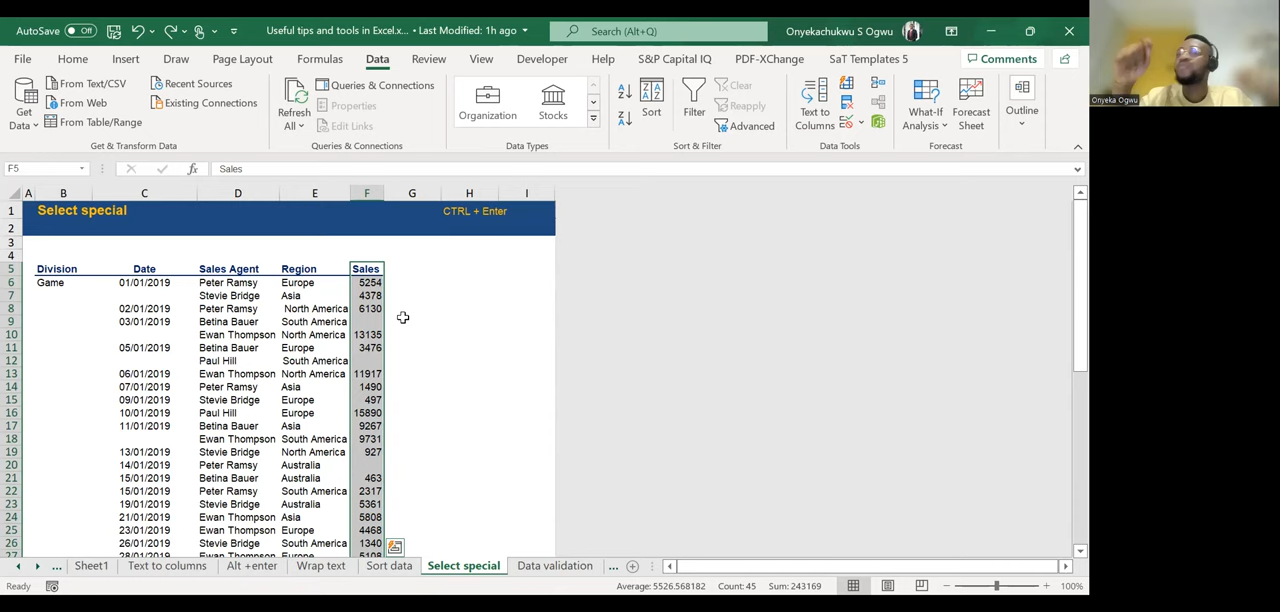 AutoSave Off Useful tips and tools in Excel.x... • Last Modified: 1h ago Search (Alt+Q) Onyekachukwu S Ogwu
File Home Insert Draw Page Layout Formulas Data Review View Developer Help S&P Capital IQ PDF-XChange SaT Templates 5 Comments
Get Data
From Text/CSV
From Web
From Table/Range
Recent Sources
Existing Connections
Get & Transform Data
Refresh All
Queries & Connections
Properties
Edit Links
Queries & Connections
Organization Stocks
Data Types
Sort Filter
Clear
Reapply
Advanced
Sort & Filter
Text to Columns
Data Tools
What-If Analysis
Forecast Sheet
Forecast
Outline
Onyeka Ogwu
F5 fx Sales
A B C D E F G H I
1 Select special CTRL + Enter
2
3
4
5 Division Date Sales Agent Region Sales
6 Game 01/01/2019 Peter Ramsy Europe 5254
7 Stevie Bridge Asia 4378
8 02/01/2019 Peter Ramsy North America 6130
9 03/01/2019 Betina Bauer South America
10 Ewan Thompson North America 13135
11 05/01/2019 Betina Bauer Europe 3476
12 Paul Hill South America
13 06/01/2019 Ewan Thompson North America 11917
14 07/01/2019 Peter Ramsy Asia 1490
15 09/01/2019 Stevie Bridge Europe 497
16 10/01/2019 Paul Hill Europe 15890
17 11/01/2019 Betina Bauer Asia 9267
18 Ewan Thompson South America 9731
19 13/01/2019 Stevie Bridge North America 927
20 14/01/2019 Peter Ramsy Australia
21 15/01/2019 Betina Bauer Australia 463
22 15/01/2019 Peter Ramsy South America 2317
23 19/01/2019 Stevie Bridge Australia 5361
24 21/01/2019 Ewan Thompson Asia 5808
25 23/01/2019 Ewan Thompson Europe 4468
26 26/01/2019 Stevie Bridge South America 1340
27 28/01/2019 Ewan Thompson Europe 5108
... Sheet1 Text to columns Alt +enter Wrap text Sort data Select special Data validation ...
Ready Average: 5526.568182 Count: 45 Sum: 243169 100%